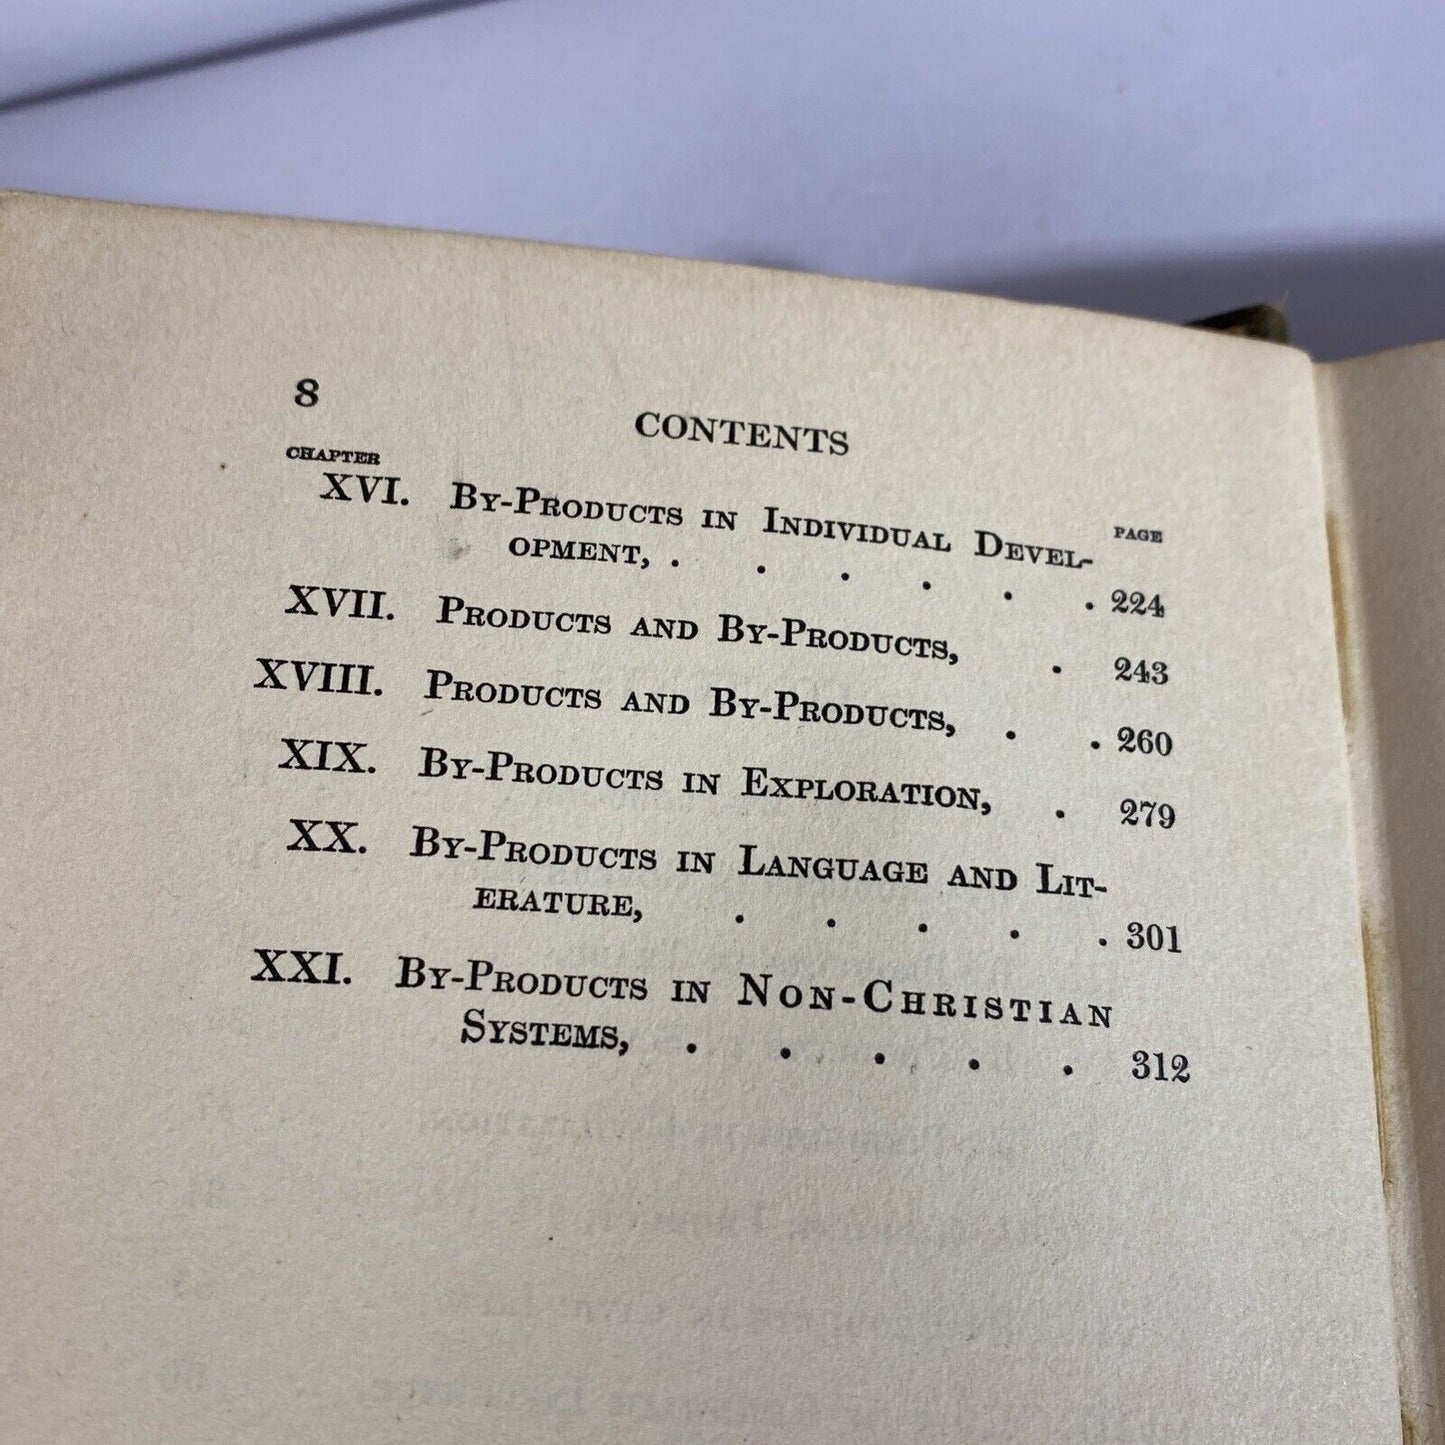 8
CONTENTS
CHAPTER
PAGE
XVI. By-Products in Individual Devel-
opment, . . . . . . 224
XVII. Products and By-Products, . 243
XVIII. Products and By-Products, . . 260
XIX. By-Products in Exploration, . 279
XX. By-Products in Language and Lit-
erature, . . . . . 301
XXI. By-Products in Non-Christian
Systems, . . . . . 312